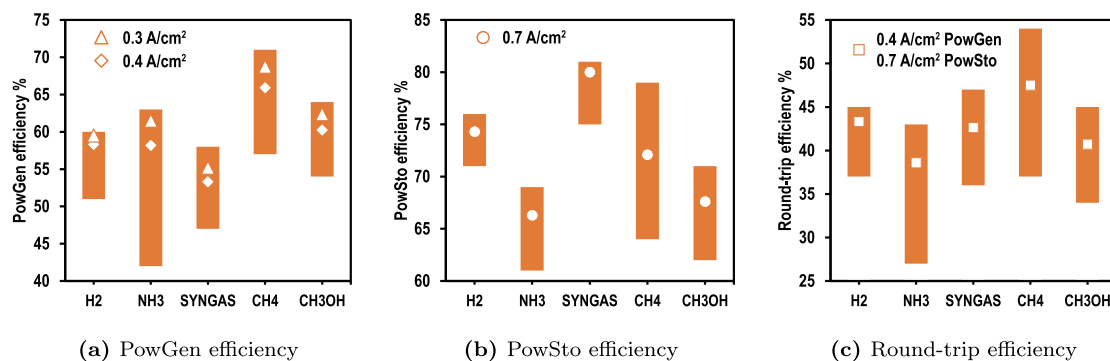 PowGen efficiency %
75
70
65
60
55
50
45
40
0.3 A/cm²
0.4 A/cm²
H2 NH3 SYNGAS CH4 CH3OH
(a) PowGen efficiency
PowSto efficiency %
85
80
75
70
65
60
0.7 A/cm²
H2 NH3 SYNGAS CH4 CH3OH
(b) PowSto efficiency
Round-trip efficiency %
55
50
45
40
35
30
25
0.4 A/cm² PowGen
0.7 A/cm² PowSto
H2 NH3 SYNGAS CH4 CH3OH
(c) Round-trip efficiency